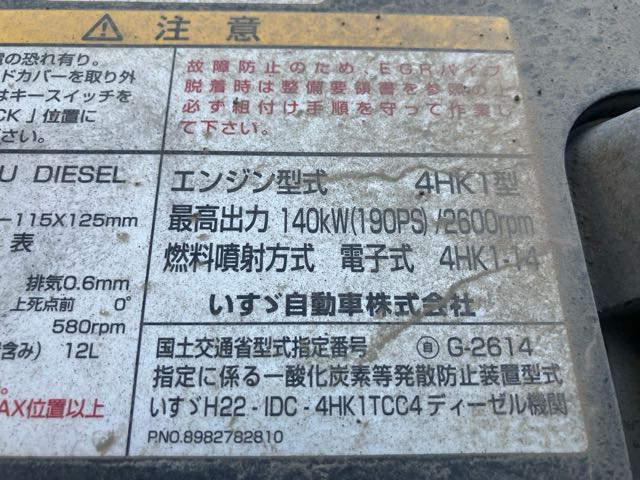 注意
の恐れ有り。
ドカバーを取り外
はキースイッチを
CK」位置に
い。
故障防止のため、EGRパイプ
脱着時は整備要領書を参照の上
必ず組付け手順を守って作業し
て下さい。
U DIESEL
ー115X125mm
表
排気0.6mm
上死点前 0°
580rpm
含み) 12L
。
AX位置以上
エンジン型式 4HK1型
最高出力 140kW(190PS)/2600rpm
燃料噴射方式 電子式 4HK1-14
いすゞ自動車株式会社
国土交通省型式指定番号 自 G-2614
指定に係る一酸化炭素等発散防止装置型式
いすゞH22-IDC-4HK1TCC4ディーゼル機関
PNO.8982782810